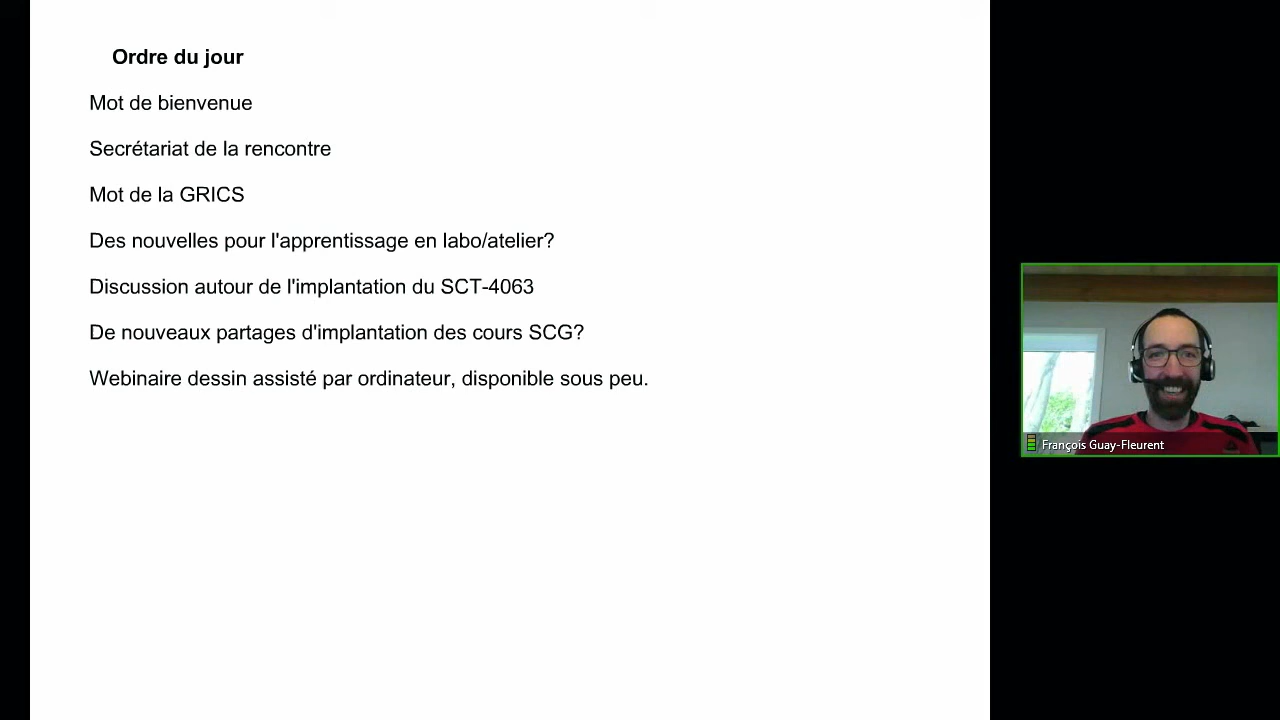 Ordre du jour
Mot de bienvenue
Secrétariat de la rencontre
Mot de la GRICS
Des nouvelles pour l'apprentissage en labo/atelier?
Discussion autour de l'implantation du SCT-4063
De nouveaux partages d'implantation des cours SCG?
Webinaire dessin assisté par ordinateur, disponible sous peu.
François Guay-Fleurent